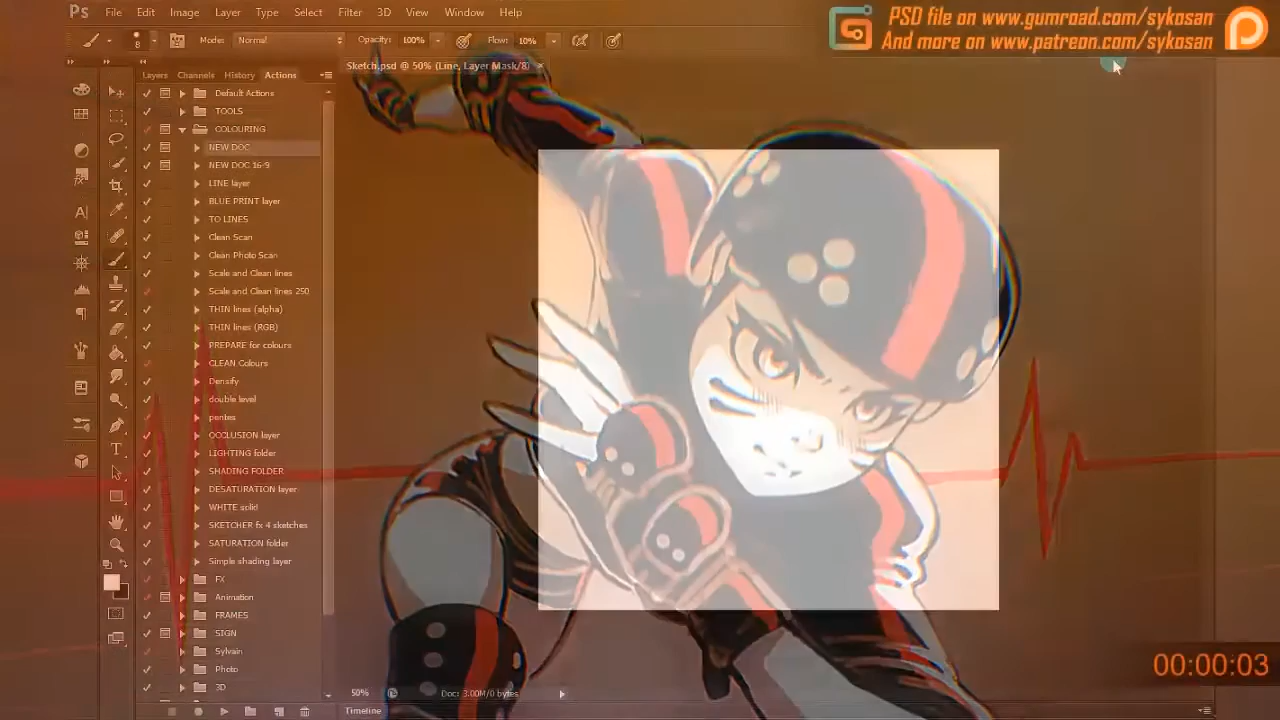 Ps File Edit Image Layer Type Select Filter 3D View Window Help
PSD file on www.gumroad.com/sykosan
And more on www.patreon.com/sykosan
8 Mode: Normal Opacity: 100% Flow: 10%
Sketch.psd @ 50% (Line, Layer Mask/8) ×
Layers Channels History Actions
Default Actions
TOOLS
COLOURING
NEW DOC
NEW DOC 16-9
LINE layer
BLUE PRINT layer
TO LINES
Clean Scan
Clean Photo Scan
Scale and Clean lines
Scale and Clean lines 250
THIN lines (alpha)
THIN lines (RGB)
PREPARE for colours
CLEAN Colours
Densify
double level
pentes
OCCLUSION layer
LIGHTING folder
SHADING FOLDER
DESATURATION layer
WHITE solid
SKETCHER fx 4 sketches
SATURATION folder
Simple shading layer
FX
Animation
FRAMES
SIGN
Sylvain
Photo
3D
00:00:03
50% Doc: 3.00M/0 bytes
Timeline